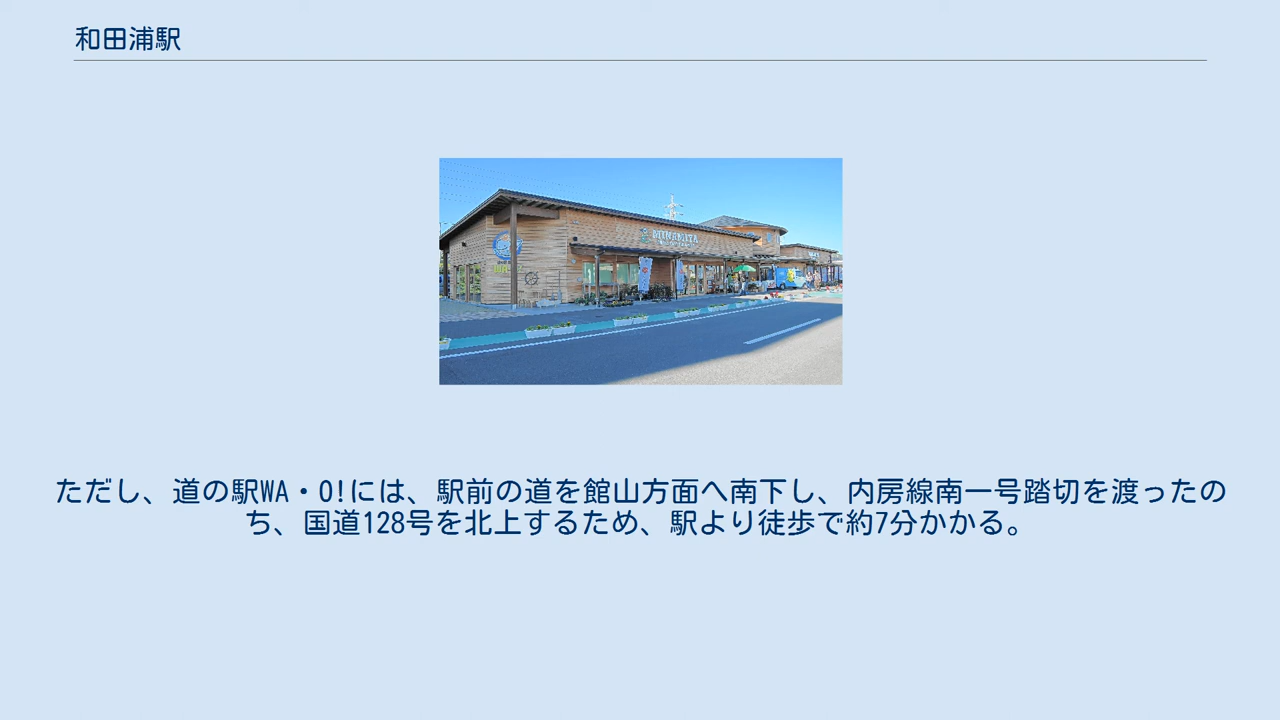 和田浦駅
MINAMIIZA
ただし、道の駅WA・O!には、駅前の道を館山方面へ南下し、内房線南一号踏切を渡ったの
ち、国道128号を北上するため、駅より徒歩で約7分かかる。